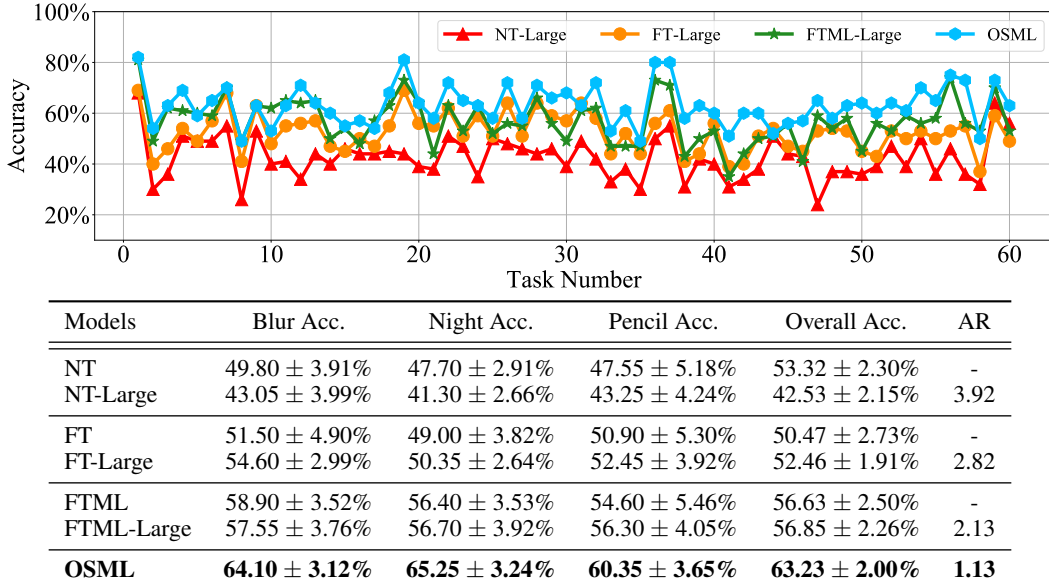 100%
80%
60%
40%
20%
Accuracy
NT-Large FT-Large FTML-Large OSML
0 10 20 30 40 50 60
Task Number
Models Blur Acc. Night Acc. Pencil Acc. Overall Acc. AR
NT 49.80 ± 3.91% 47.70 ± 2.91% 47.55 ± 5.18% 53.32 ± 2.30% -
NT-Large 43.05 ± 3.99% 41.30 ± 2.66% 43.25 ± 4.24% 42.53 ± 2.15% 3.92
FT 51.50 ± 4.90% 49.00 ± 3.82% 50.90 ± 5.30% 50.47 ± 2.73% -
FT-Large 54.60 ± 2.99% 50.35 ± 2.64% 52.45 ± 3.92% 52.46 ± 1.91% 2.82
FTML 58.90 ± 3.52% 56.40 ± 3.53% 54.60 ± 5.46% 56.63 ± 2.50% -
FTML-Large 57.55 ± 3.76% 56.70 ± 3.92% 56.30 ± 4.05% 56.85 ± 2.26% 2.13
OSML 64.10 ± 3.12% 65.25 ± 3.24% 60.35 ± 3.65% 63.23 ± 2.00% 1.13